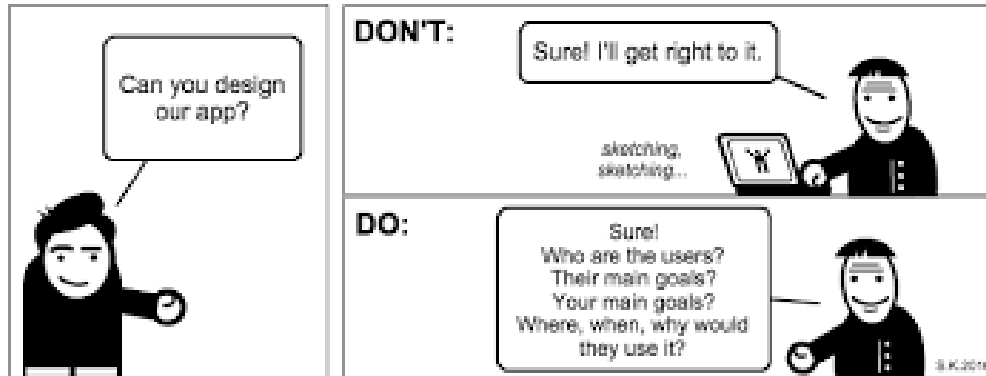 Can you design
our app?
DON'T:
Sure! I'll get right to it.
sketching,
sketching...
DO:
Sure!
Who are the users?
Their main goals?
Your main goals?
Where, when, why would
they use it?